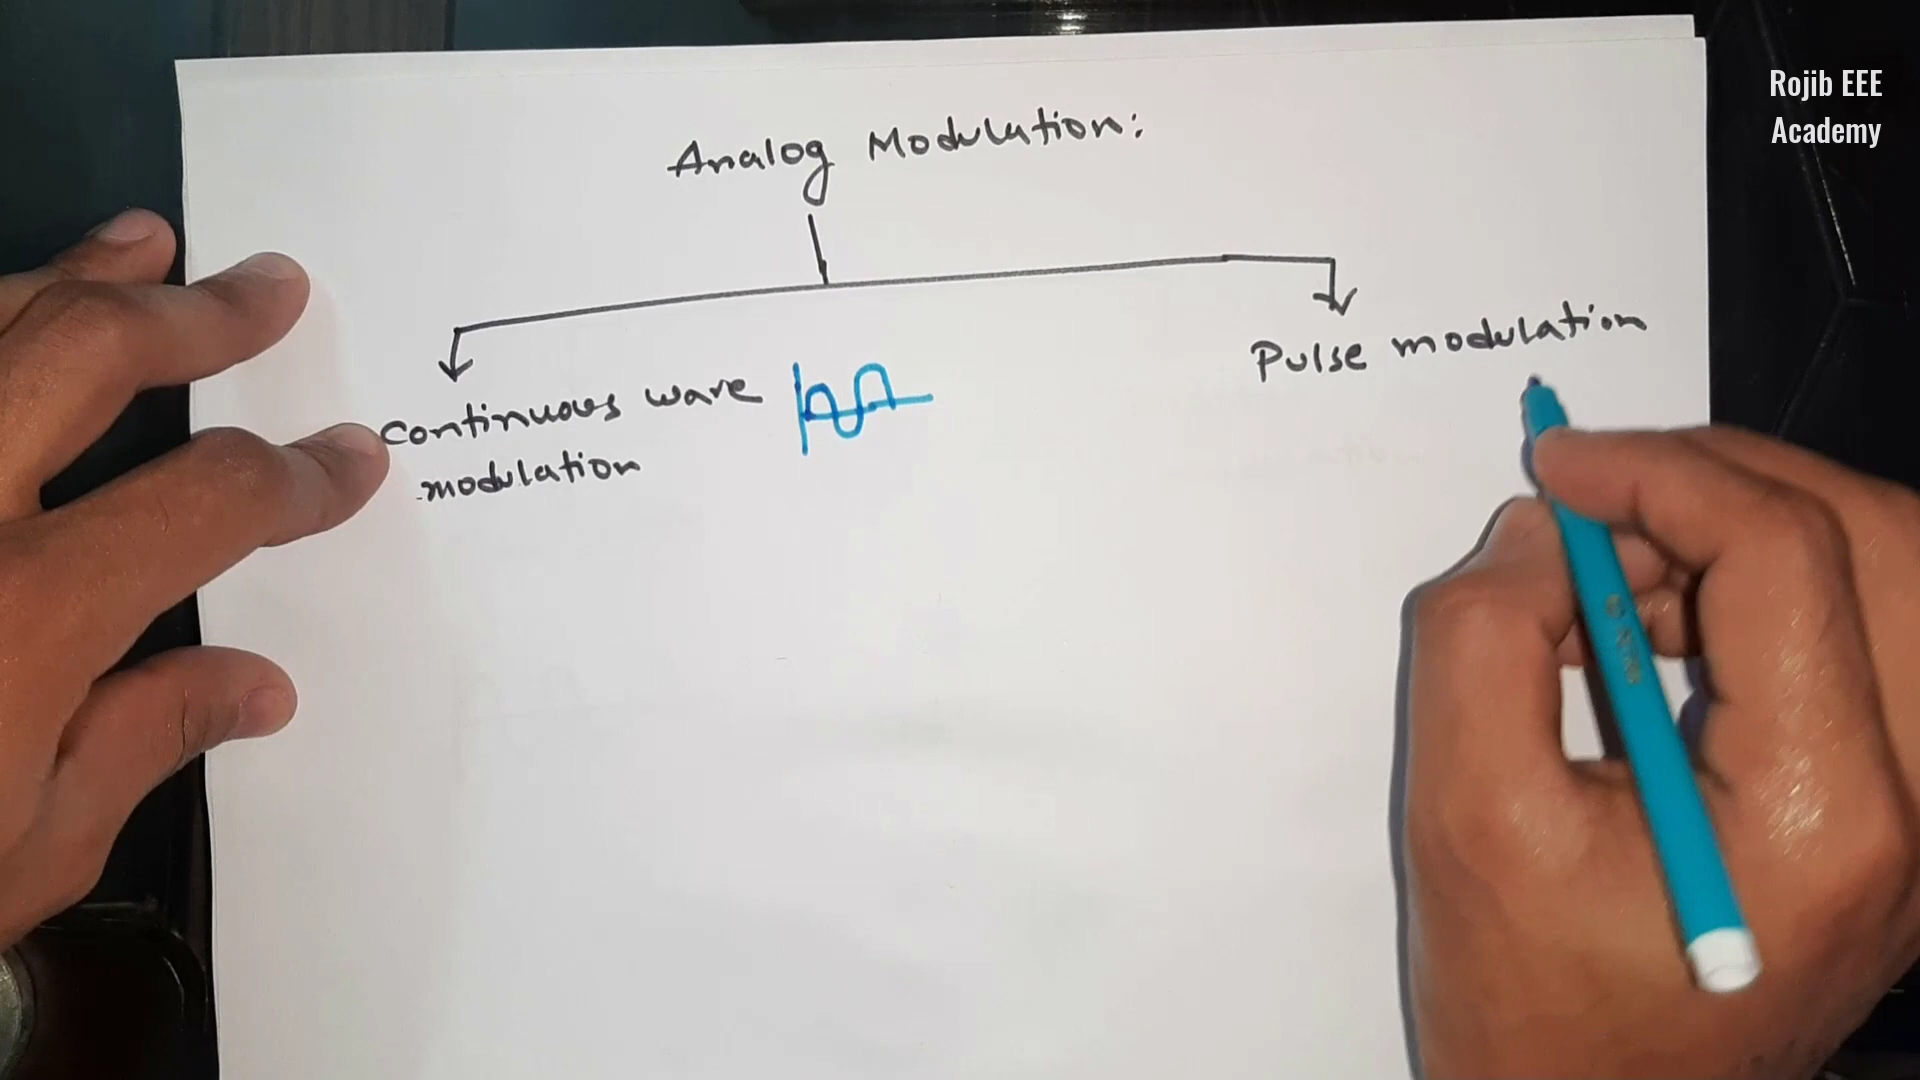 Rojib EEE
Academy
Analog Modulation:
Continuous wave
modulation
Pulse modulation